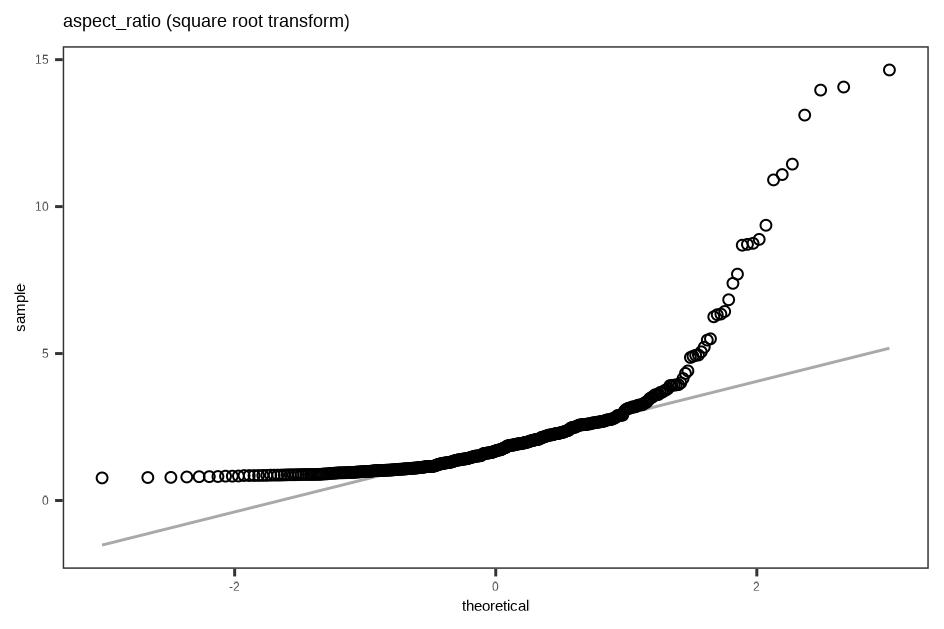 aspect_ratio (square root transform)
15
10
5
0
sample
-2
0
2
theoretical